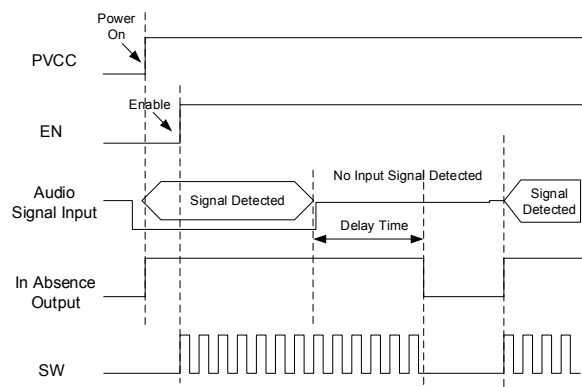 Power
On
PVCC
Enable
EN
No Input Signal Detected
Audio
Signal Input
Signal Detected
Signal
Detected
Delay Time
In Absence
Output
SW